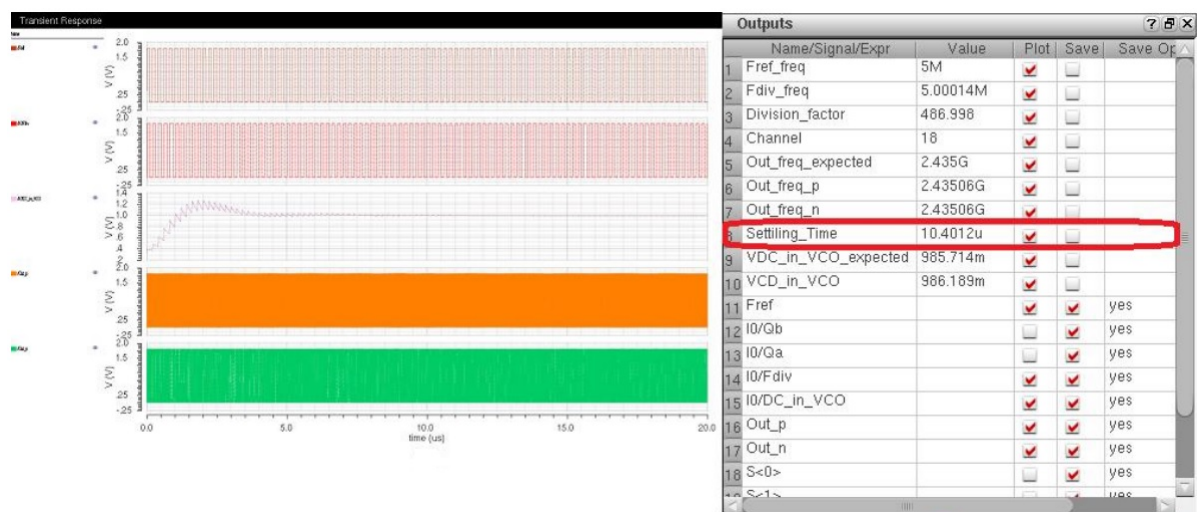 Transient Response
2.0
1.5
V (V)
.25
-.25
2.0
1.5
V (V)
.25
-.25
1.4
1.2
1.0
.8
.6
.4
.2
V (V)
2.0
1.5
V (V)
.25
-.25
2.0
1.5
V (V)
.25
-.25
0.0 5.0 10.0 15.0 20.0
time (us)
Outputs
Name/Signal/Expr Value Plot Save Save Op
1 Fref_freq 5M
2 Fdiv_freq 5.00014M
3 Division_factor 486.998
4 Channel 18
5 Out_freq_expected 2.435G
6 Out_freq_p 2.43506G
7 Out_freq_n 2.43506G
8 Settiling_Time 10.4012u
9 VDC_in_VCO_expected 985.714m
10 VCD_in_VCO 986.189m
11 Fref yes
12 I0/Qb yes
13 I0/Qa yes
14 I0/Fdiv yes
15 I0/DC_in_VCO yes
16 Out_p yes
17 Out_n yes
18 S<0> yes
19 S<1> yes